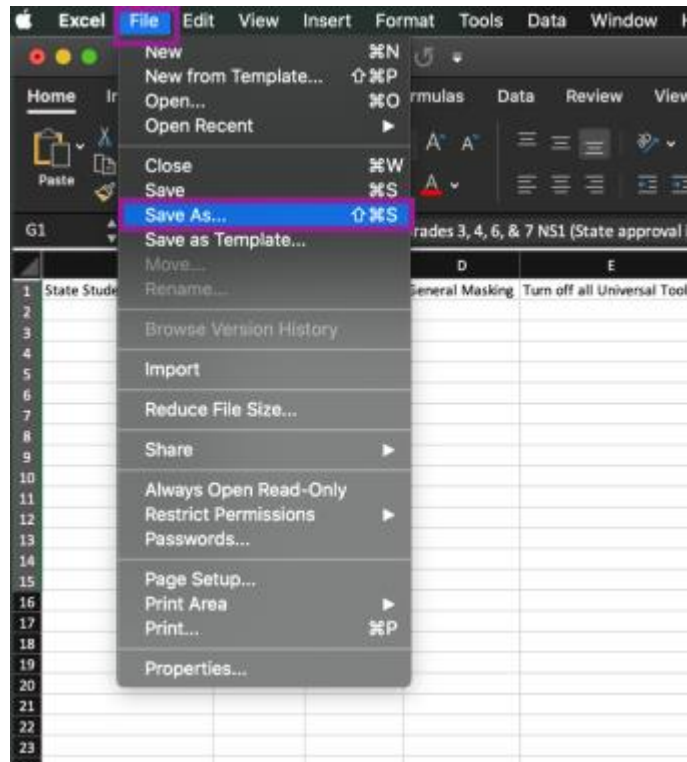 Excel File Edit View Insert Format Tools Data Window
Home
rmulas Data Review View
Paste
A A
A
G1
rades 3, 4, 6, & 7 NS1 (State approval i
New ⌘N
New from Template... ⇧⌘P
Open... ⌘O
Open Recent
Close ⌘W
Save ⌘S
Save As... ⇧⌘S
Save as Template...
Move...
Rename...
Browse Version History
Import
Reduce File Size...
Share
Always Open Read-Only
Restrict Permissions
Passwords...
Page Setup...
Print Area
Print... ⌘P
Properties...
D E
State Stude
General Masking
Turn off all Universal Tool
1
2
3
4
5
6
7
8
9
10
11
12
13
14
15
16
17
18
19
20
21
22
23